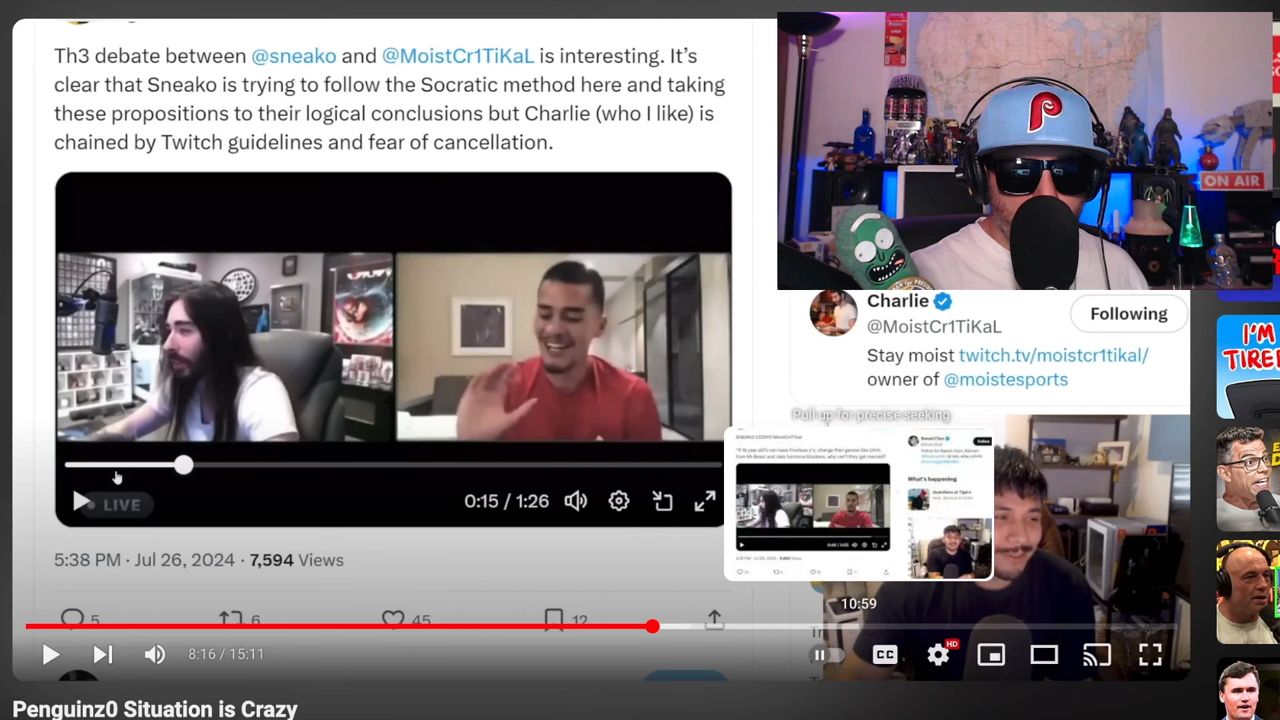 Th3 debate between @sneako and @MoistCr1TiKaL is interesting. It's
clear that Sneako is trying to follow the Socratic method here and taking
these propositions to their logical conclusions but Charlie (who I like) is
chained by Twitch guidelines and fear of cancellation.
LIVE
0:15 / 1:26
5:38 PM · Jul 26, 2024 · 7,594 Views
5
6
45
12
P
ON AIR
Charlie
@MoistCr1TiKaL
Following
Stay moist twitch.tv/moistcr1tikal/
owner of @moistesports
Pull up for precise seeking
What's happening
10:59
8:16 / 15:11
CC
HD
I'M
TIRE
Penguinz0 Situation is Crazy